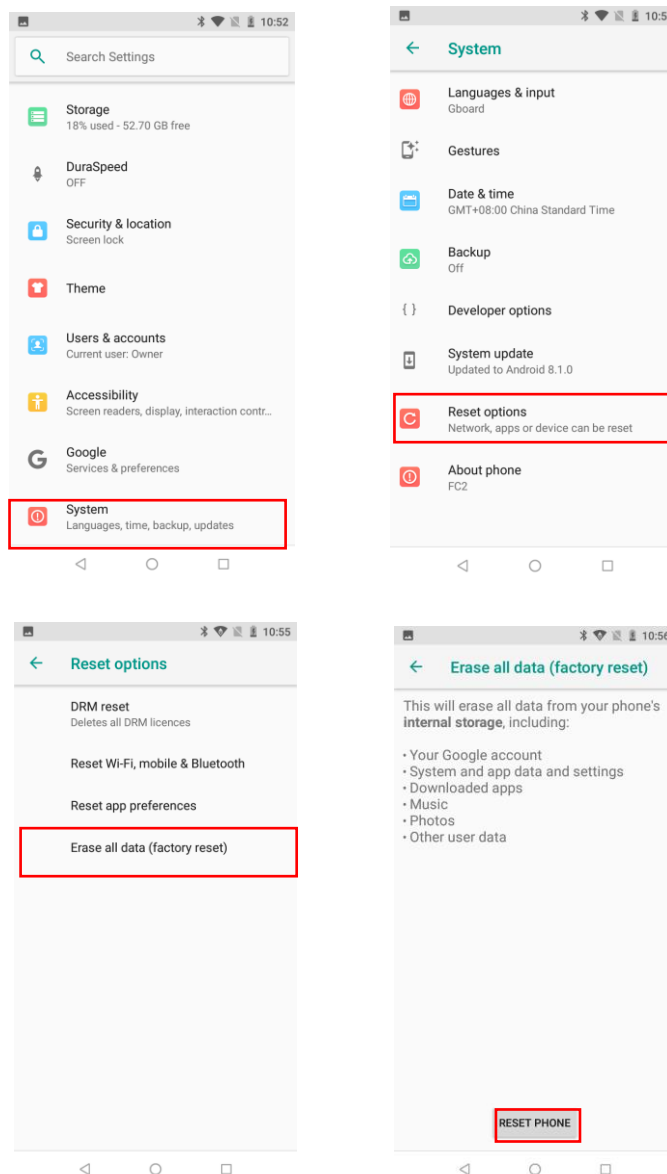 10:52
Search Settings
Storage
18% used - 52.70 GB free
DuraSpeed
OFF
Security & location
Screen lock
Theme
Users & accounts
Current user: Owner
Accessibility
Screen readers, display, interaction contr...
Google
Services & preferences
System
Languages, time, backup, updates
10:5
System
Languages & input
Gboard
Gestures
Date & time
GMT+08:00 China Standard Time
Backup
Off
{ }
Developer options
System update
Updated to Android 8.1.0
Reset options
Network, apps or device can be reset
About phone
FC2
10:55
Reset options
DRM reset
Deletes all DRM licences
Reset Wi-Fi, mobile & Bluetooth
Reset app preferences
Erase all data (factory reset)
10:56
Erase all data (factory reset)
This will erase all data from your phone's
internal storage, including:
• Your Google account
• System and app data and settings
• Downloaded apps
• Music
• Photos
• Other user data
RESET PHONE